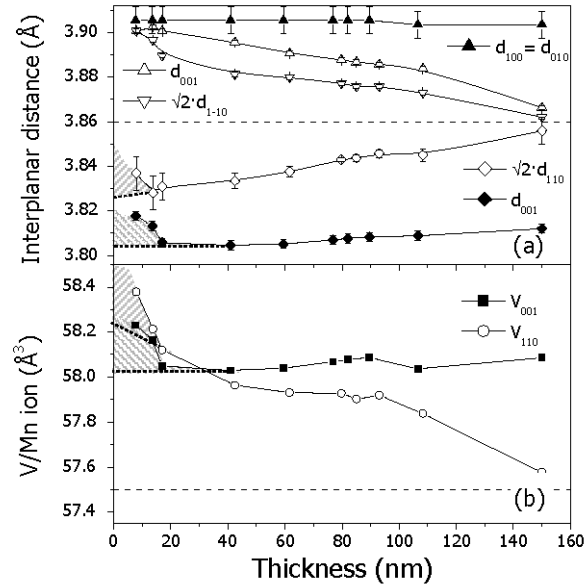 3.90
3.88
3.86
3.84
3.82
3.80
Interplanar distance (Å)
d100 = d010
d001
√2·d1-10
√2·d110
d001
(a)
58.4
58.2
58.0
57.8
57.6
57.4
V/Mn ion (Å3)
V001
V110
(b)
0 20 40 60 80 100 120 140 160
Thickness (nm)